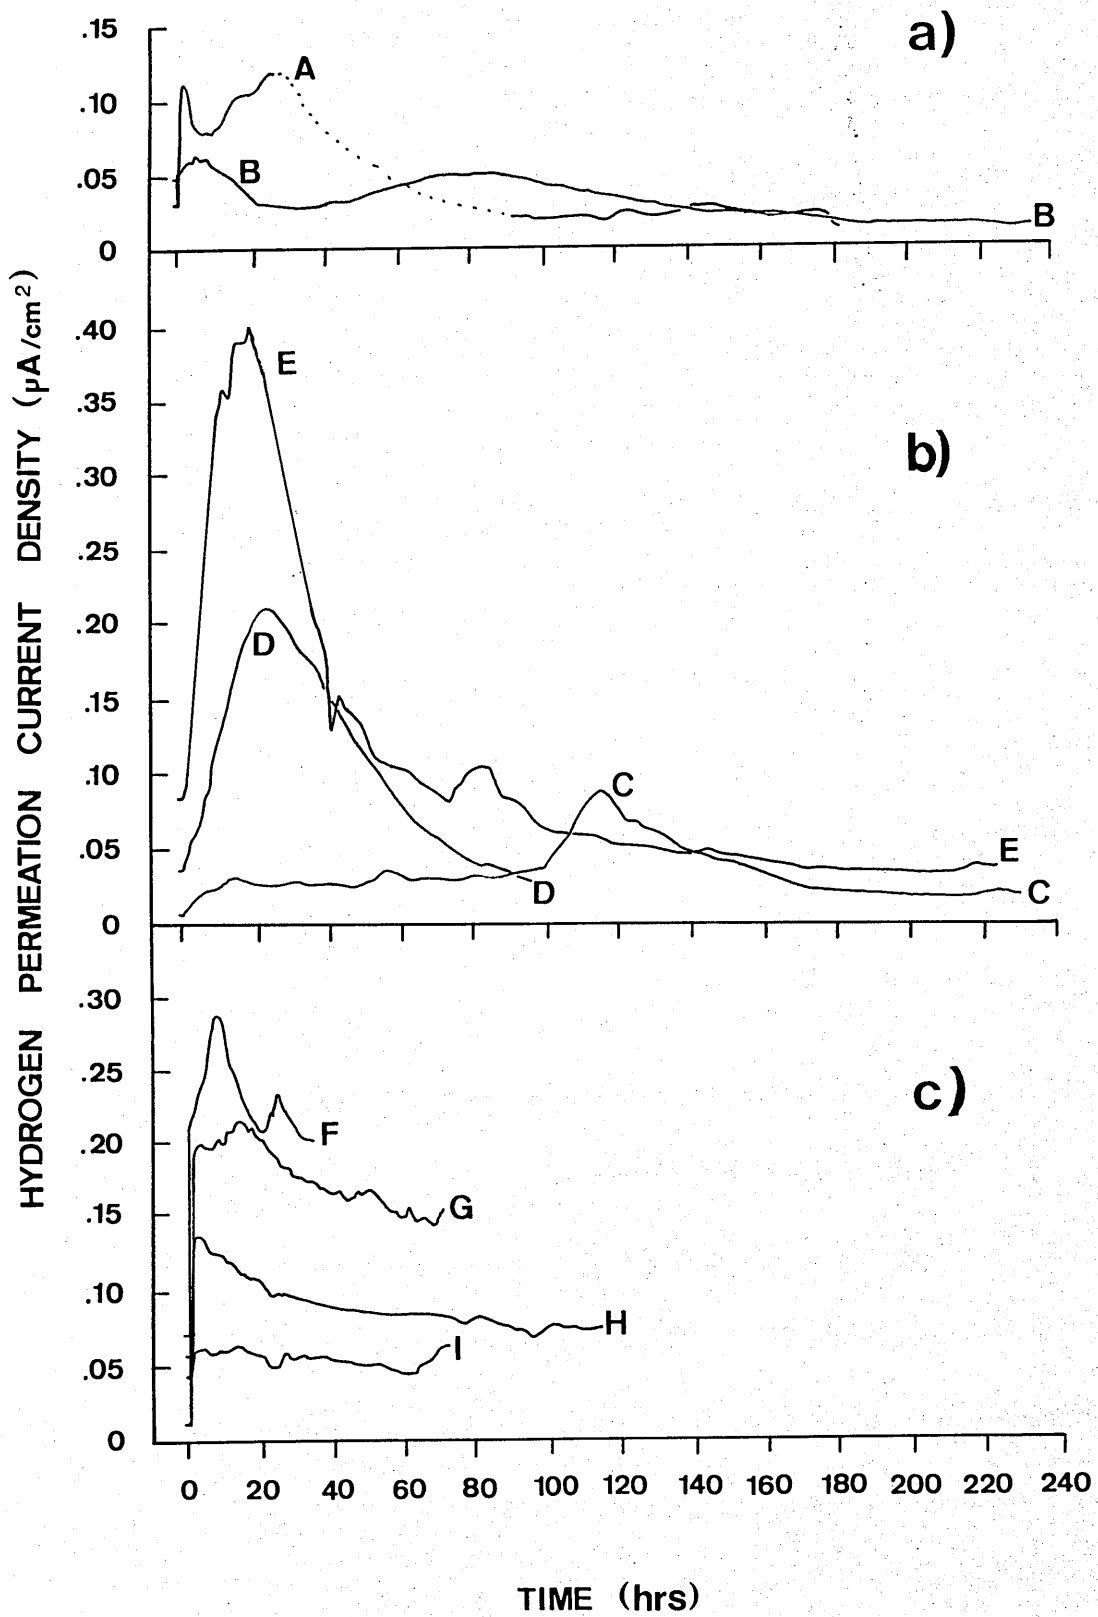 a)
.15
.10
.05
0
A
B
B
HYDROGEN PERMEATION CURRENT DENSITY (µA/cm²)
b)
.40
.35
.30
.25
.20
.15
.10
.05
0
E
D
C
D
E
C
c)
.30
.25
.20
.15
.10
.05
0
F
G
H
I
0 20 40 60 80 100 120 140 160 180 200 220 240
TIME (hrs)